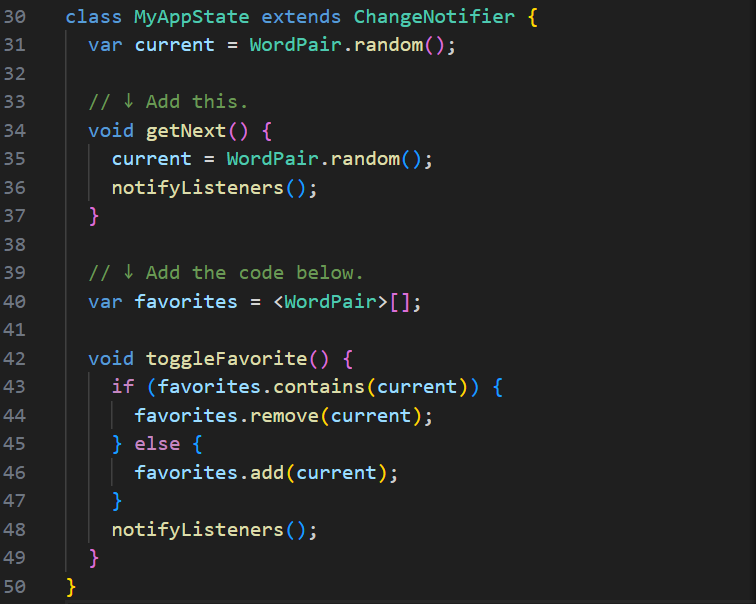 30 class MyAppState extends ChangeNotifier {
31   var current = WordPair.random();
32
33   // ↓ Add this.
34   void getNext() {
35     current = WordPair.random();
36     notifyListeners();
37   }
38
39   // ↓ Add the code below.
40   var favorites = <WordPair>[];
41
42   void toggleFavorite() {
43     if (favorites.contains(current)) {
44       favorites.remove(current);
45     } else {
46       favorites.add(current);
47     }
48     notifyListeners();
49   }
50 }